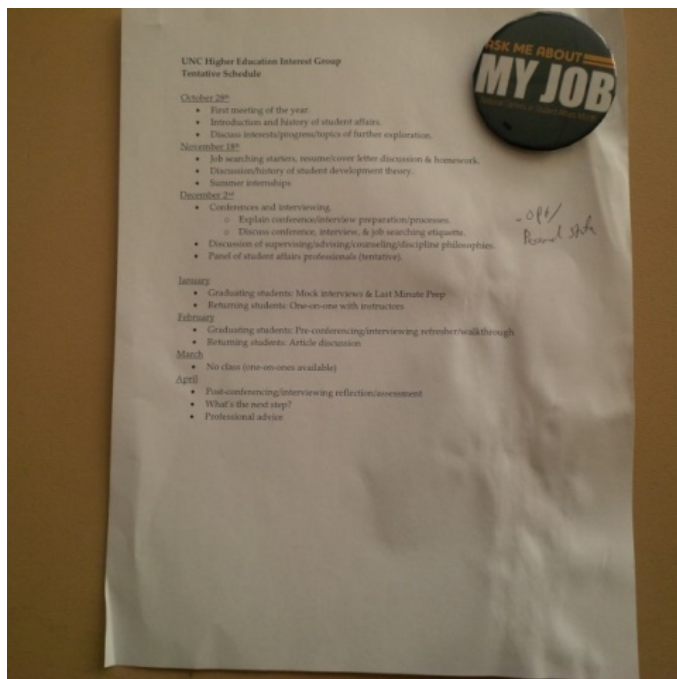 UNC Higher Education Interest Group
Tentative Schedule
October 28th
• First meeting of the year.
• Introduction and history of student affairs.
• Discuss interests/progress/topics of further exploration.
November 18th
• Job searching starters, resume/cover letter discussion & homework.
• Discussion/history of student development theory.
• Summer internships
December 2nd
• Conferences and interviewing.
o Explain conference/interview preparation/processes.
o Discuss conference, interview, & job searching etiquette.
• Discussion of supervising/advising/counseling/discipline philosophies.
• Panel of student affairs professionals (tentative).
January
• Graduating students: Mock interviews & Last Minute Prep
• Returning students: One-on-one with instructors
February
• Graduating students: Pre-conferencing/interviewing refresher/walkthrough
• Returning students: Article discussion
March
• No class (one-on-ones available)
April
• Post-conferencing/interviewing reflection/assessment
• What's the next step?
• Professional advice
ASK ME ABOUT
MY JOB